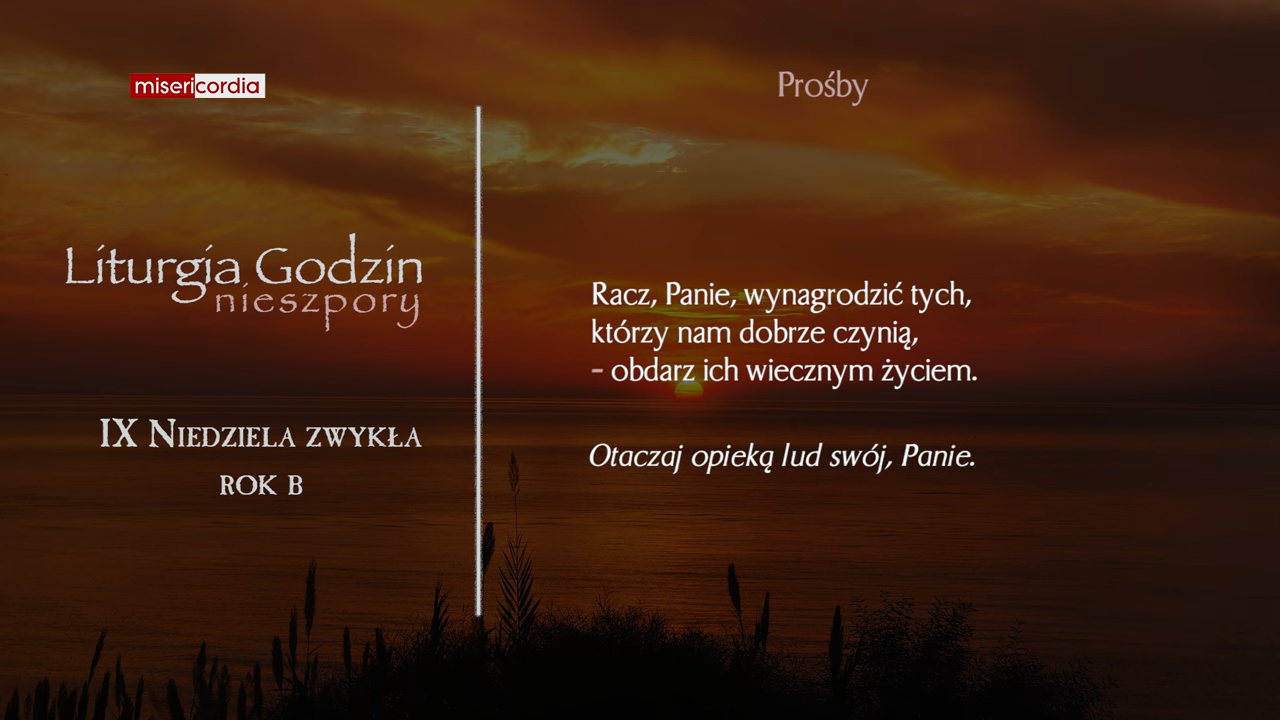 misericordia
Liturgia Godzin
nieszpory
IX Niedziela zwykła
rok B
Prośby
Racz, Panie, wynagrodzić tych,
którzy nam dobrze czynią,
- obdarz ich wiecznym życiem.
Otaczaj opieką lud swój, Panie.